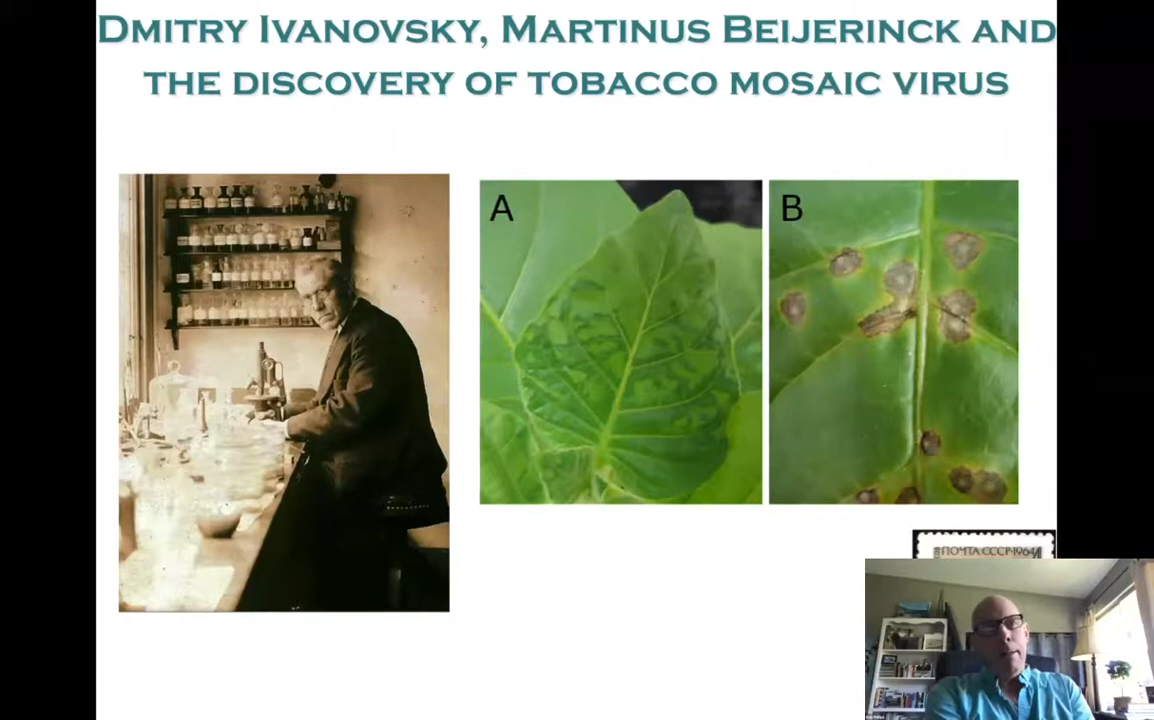 Dmitry Ivanovsky, Martinus Beijerinck and
the discovery of tobacco mosaic virus
A
B
ПОЧТА СССР·1964